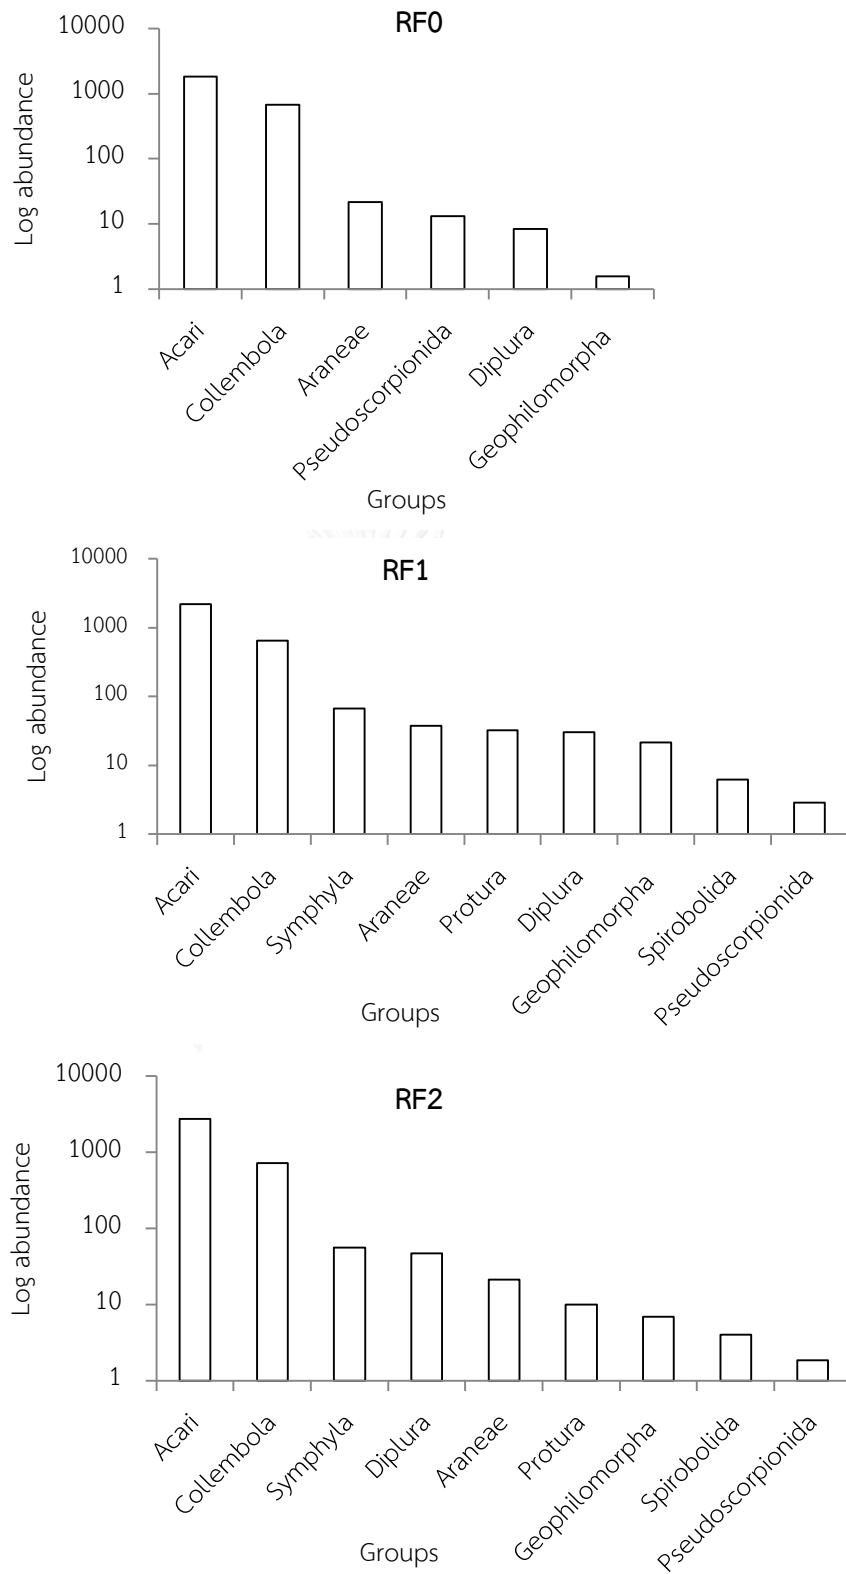 RF0
10000
1000
100
10
1
Log abundance
Acari
Collembola
Araneae
Pseudoscorpionida
Diplura
Geophilomorpha
Groups
RF1
10000
1000
100
10
1
Log abundance
Acari
Collembola
Symphyla
Araneae
Protura
Diplura
Geophilomorpha
Spirobolida
Pseudoscorpionida
Groups
RF2
10000
1000
100
10
1
Log abundance
Acari
Collembola
Symphyla
Diplura
Araneae
Protura
Geophilomorpha
Spirobolida
Pseudoscorpionida
Groups